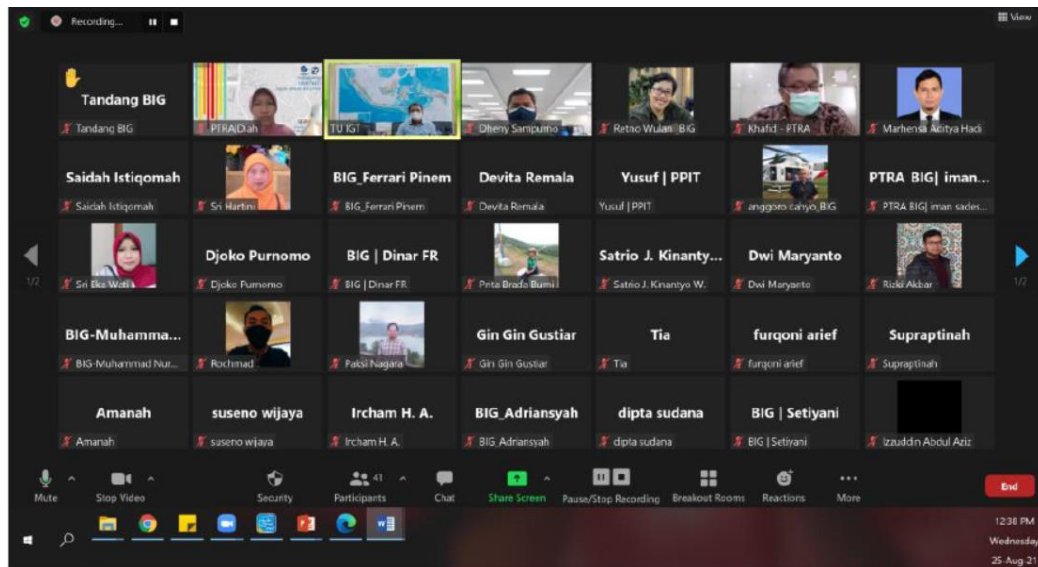 Recording...
View
Tandang BIG
Tandang BIG
PTRA|Diah
TU IGT
Dheny Sampurno
Retno Wulan_BIG
Khafid - PTRA
Marhensa Aditya Hadi
Saidah Istiqomah
Sri Hartini
BIG_Ferrari Pinem
Devita Remala
Yusuf | PPIT
PTRA BIG| iman...
Saidah Istiqomah
BIG_Ferrari Pinem
Devita Remala
Yusuf | PPIT
anggoro cahyo_BIG
PTRA BIG| iman sades...
Djoko Purnomo
BIG | Dinar FR
Satrio J. Kinanty...
Dwi Maryanto
1/2
Sri Eka Wati
Djoko Purnomo
BIG | Dinar FR
Prita Brada Bumi
Satrio J. Kinantyo W.
Dwi Maryanto
Rizki Akbar
1/2
BIG-Muhamma...
Gin Gin Gustiar
Tia
furqoni arief
Supraptinah
BIG-Muhammad Nur...
Rochmad
Paksi Nagara
Gin Gin Gustiar
Tia
furqoni arief
Supraptinah
Amanah
suseno wijaya
Ircham H. A.
BIG_Adriansyah
dipta sudana
BIG | Setiyani
Amanah
suseno wijaya
Ircham H. A.
BIG_Adriansyah
dipta sudana
BIG | Setiyani
Izzuddin Abdul Aziz
41
Mute
Stop Video
Security
Participants
Chat
Share Screen
Pause/Stop Recording
Breakout Rooms
Reactions
More
End
12:38 PM
Wednesday
25-Aug-21